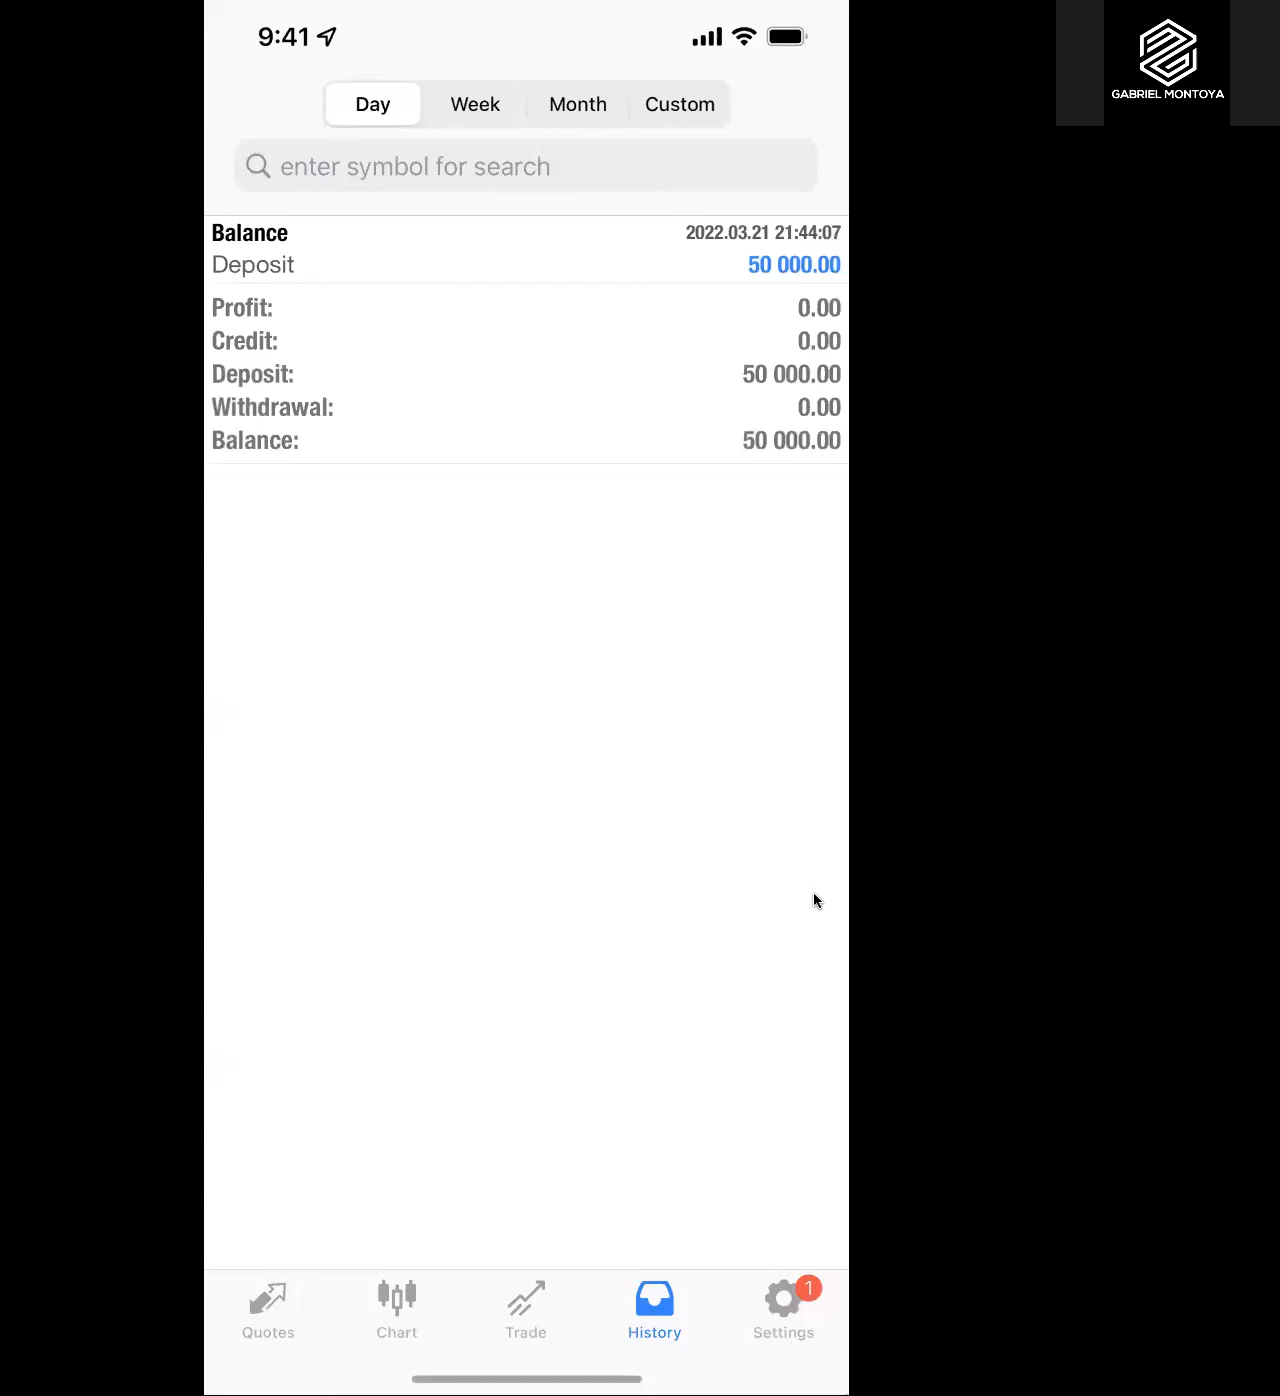 9:41
GABRIEL MONTOYA
Day Week Month Custom
enter symbol for search
Balance 2022.03.21 21:44:07
Deposit 50 000.00
Profit: 0.00
Credit: 0.00
Deposit: 50 000.00
Withdrawal: 0.00
Balance: 50 000.00
1
Quotes Chart Trade History Settings